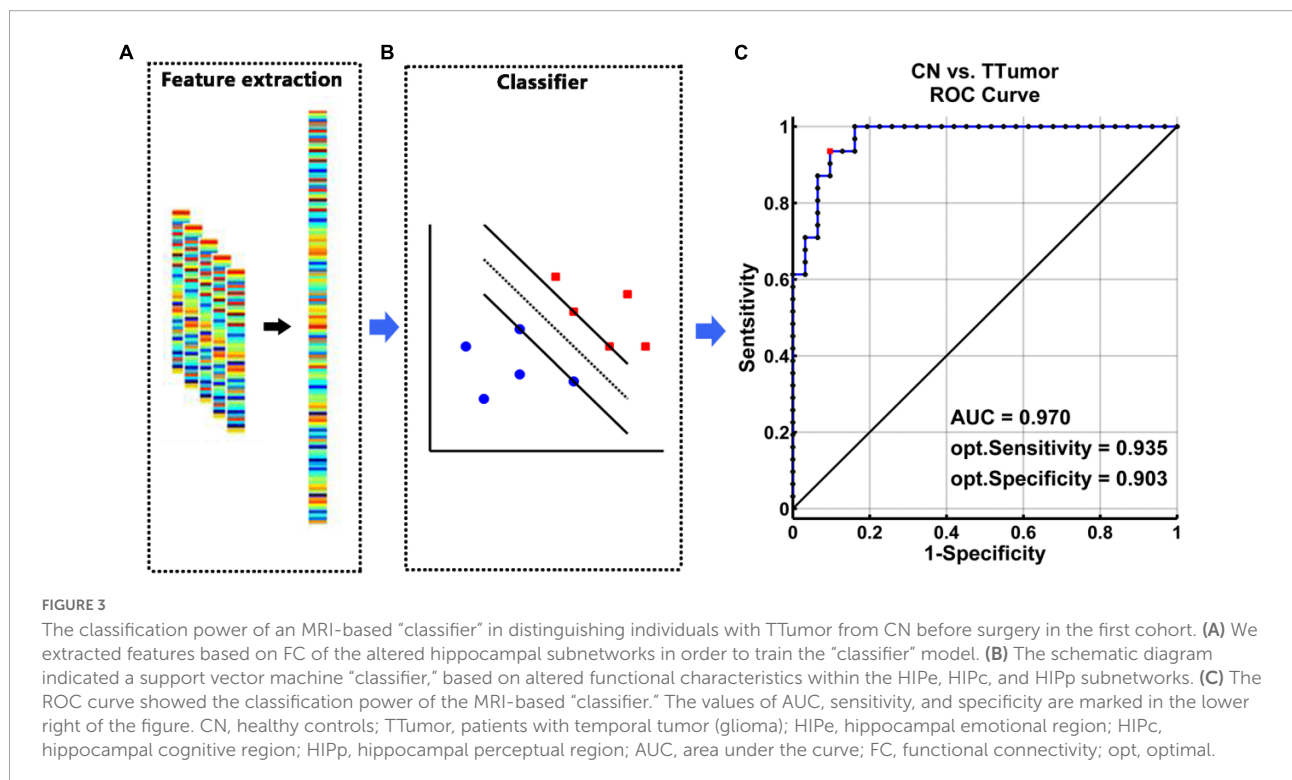 A
B
C
Feature extraction
Classifier
CN vs. TTumor
ROC Curve
1
0.8
0.6
0.4
0.2
0
Sentsitivity
AUC = 0.970
opt.Sensitivity = 0.935
opt.Specificity = 0.903
0 0.2 0.4 0.6 0.8 1
1-Specificity
FIGURE 3
The classification power of an MRI-based “classifier” in distinguishing individuals with TTumor from CN before surgery in the first cohort. (A) We
extracted features based on FC of the altered hippocampal subnetworks in order to train the “classifier” model. (B) The schematic diagram
indicated a support vector machine “classifier,” based on altered functional characteristics within the HIPe, HIPc, and HIPp subnetworks. (C) The
ROC curve showed the classification power of the MRI-based “classifier.” The values of AUC, sensitivity, and specificity are marked in the lower
right of the figure. CN, healthy controls; TTumor, patients with temporal tumor (glioma); HIPe, hippocampal emotional region; HIPc,
hippocampal cognitive region; HIPp, hippocampal perceptual region; AUC, area under the curve; FC, functional connectivity; opt, optimal.